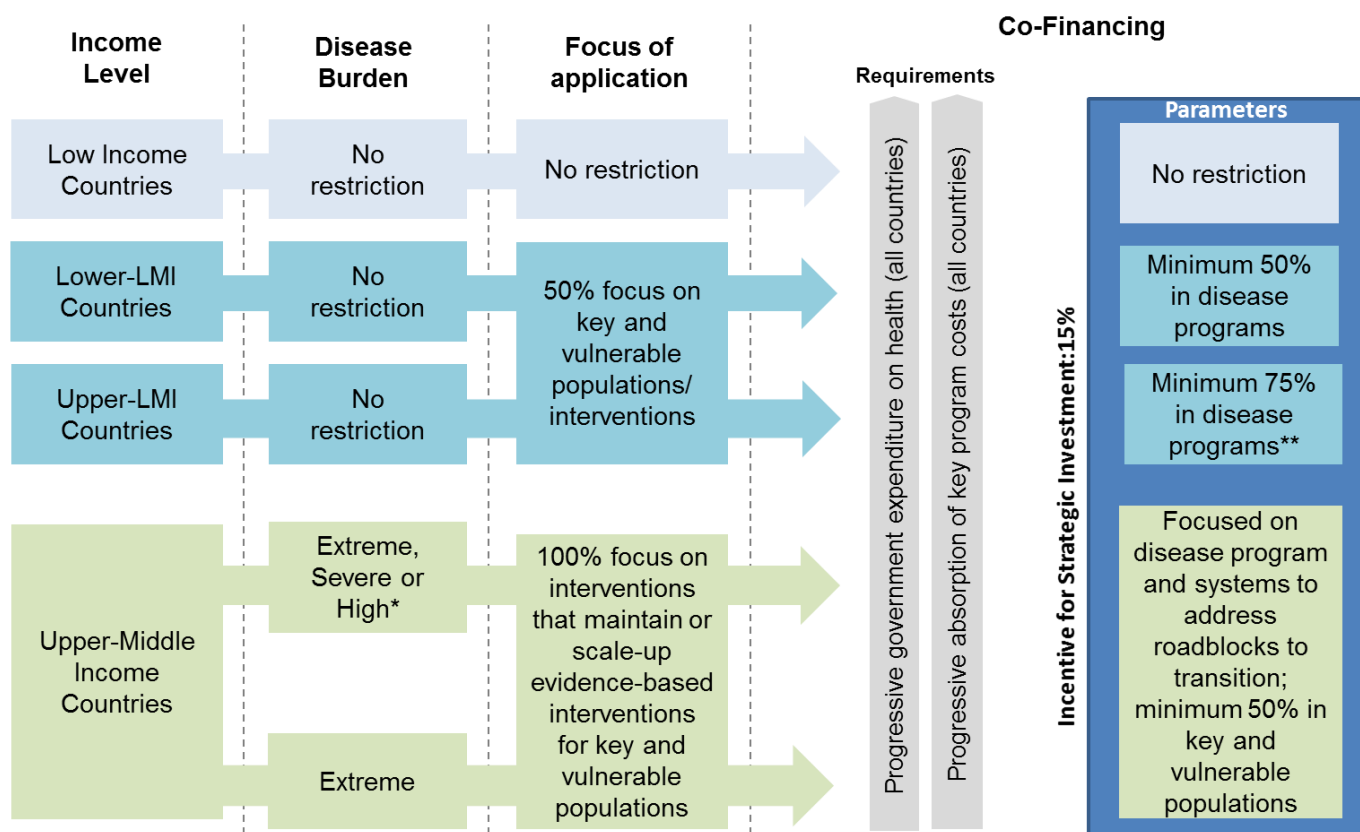 Income
Level
Disease
Burden
Focus of
application
Co-Financing
Requirements
Parameters
Low Income
Countries
No
restriction
No restriction
No restriction
Lower-LMI
Countries
No
restriction
50% focus on
key and
vulnerable
populations/
interventions
Minimum 50%
in disease
programs
Upper-LMI
Countries
No
restriction
Minimum 75%
in disease
programs**
Upper-Middle
Income
Countries
Extreme,
Severe or
High*
Extreme
100% focus on
interventions
that maintain or
scale-up
evidence-based
interventions
for key and
vulnerable
populations
Progressive government expenditure on health (all countries)
Progressive absorption of key program costs (all countries)
Incentive for Strategic Investment:15%
Focused on
disease program
and systems to
address
roadblocks to
transition;
minimum 50% in
key and
vulnerable
populations